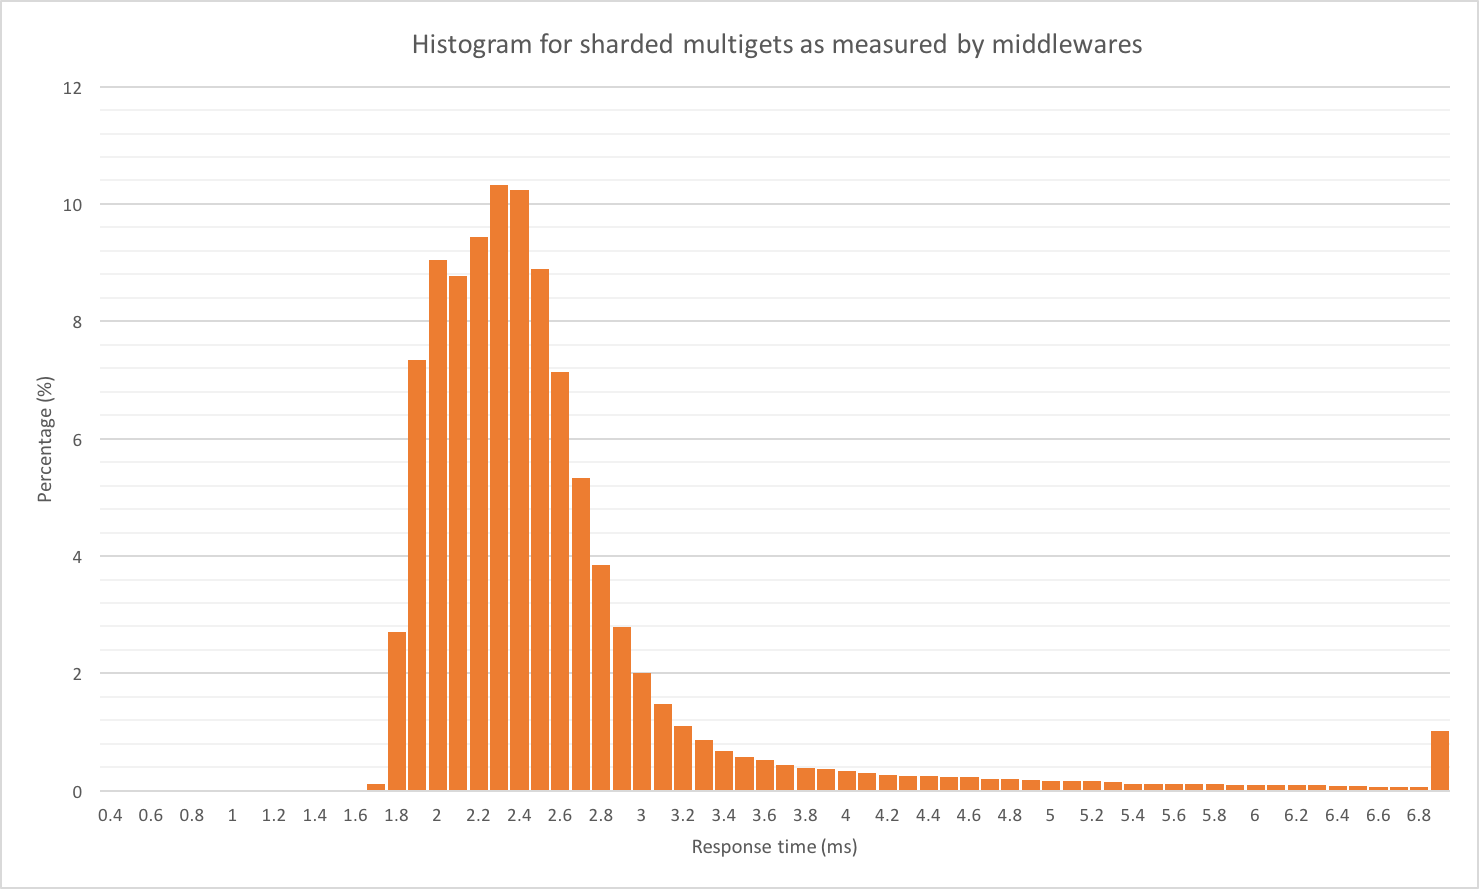 Histogram for sharded multigets as measured by middlewares
12
10
8
6
4
2
0
Percentage (%)
0.4 0.6 0.8 1 1.2 1.4 1.6 1.8 2 2.2 2.4 2.6 2.8 3 3.2 3.4 3.6 3.8 4 4.2 4.4 4.6 4.8 5 5.2 5.4 5.6 5.8 6 6.2 6.4 6.6 6.8
Response time (ms)